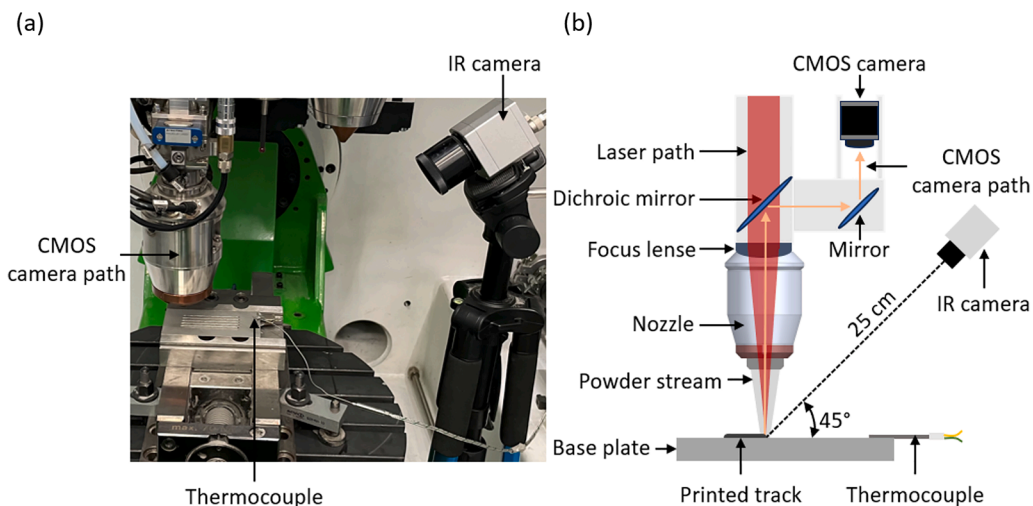 (a)
IR camera
CMOS
camera path
Thermocouple
max.
(b)
CMOS camera
Laser path
CMOS
camera path
Dichroic mirror
Focus lense
Mirror
IR camera
25 cm
Nozzle
Powder stream
45°
Base plate
Printed track
Thermocouple